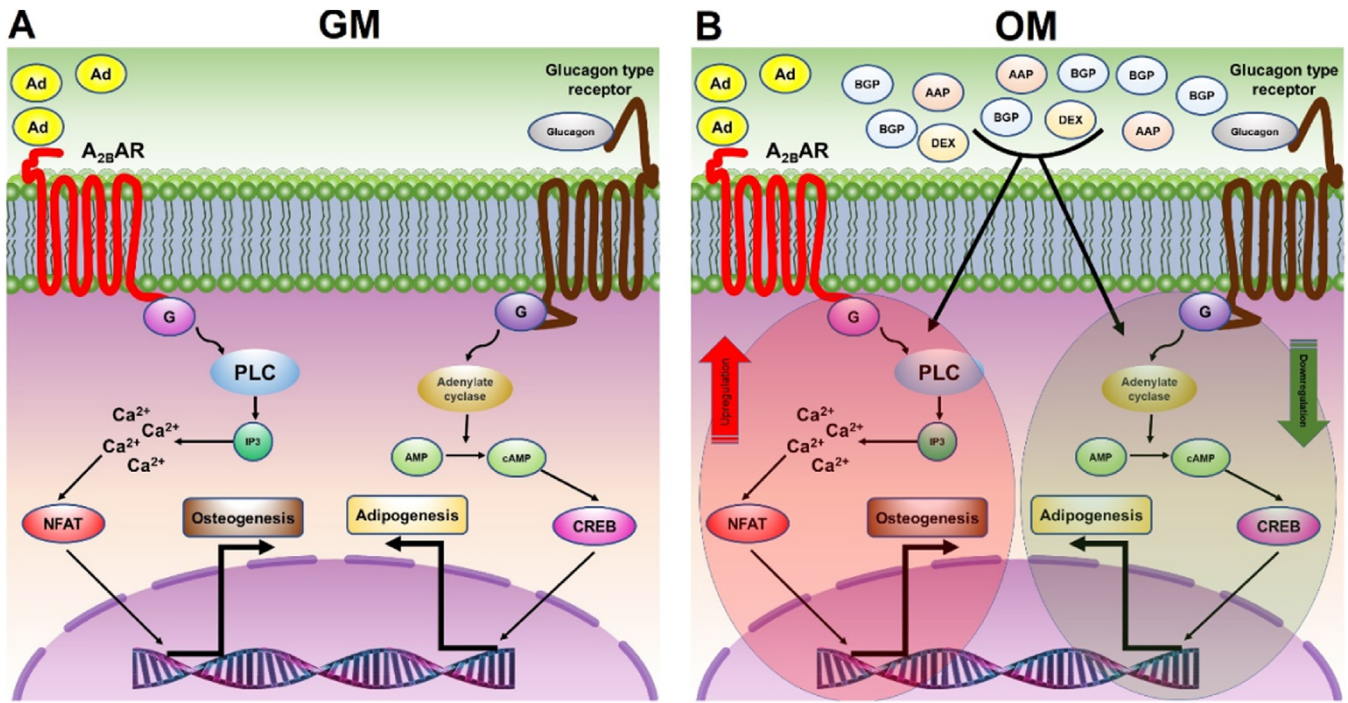 A
GM
Ad
Ad
Ad
A2BAR
Glucagon type
receptor
Glucagon
G
G
PLC
Adenylate
cyclase
Ca2+
Ca2+
Ca2+
Ca2+
IP3
AMP
cAMP
NFAT
Osteogenesis
Adipogenesis
CREB
B
OM
Ad
Ad
Ad
A2BAR
BGP
AAP
AAP
BGP
BGP
BGP
BGP
DEX
BGP
DEX
AAP
Glucagon type
receptor
Glucagon
G
G
Upregulation
Downregulation
PLC
Adenylate
cyclase
Ca2+
Ca2+
Ca2+
Ca2+
IP3
AMP
cAMP
NFAT
Osteogenesis
Adipogenesis
CREB